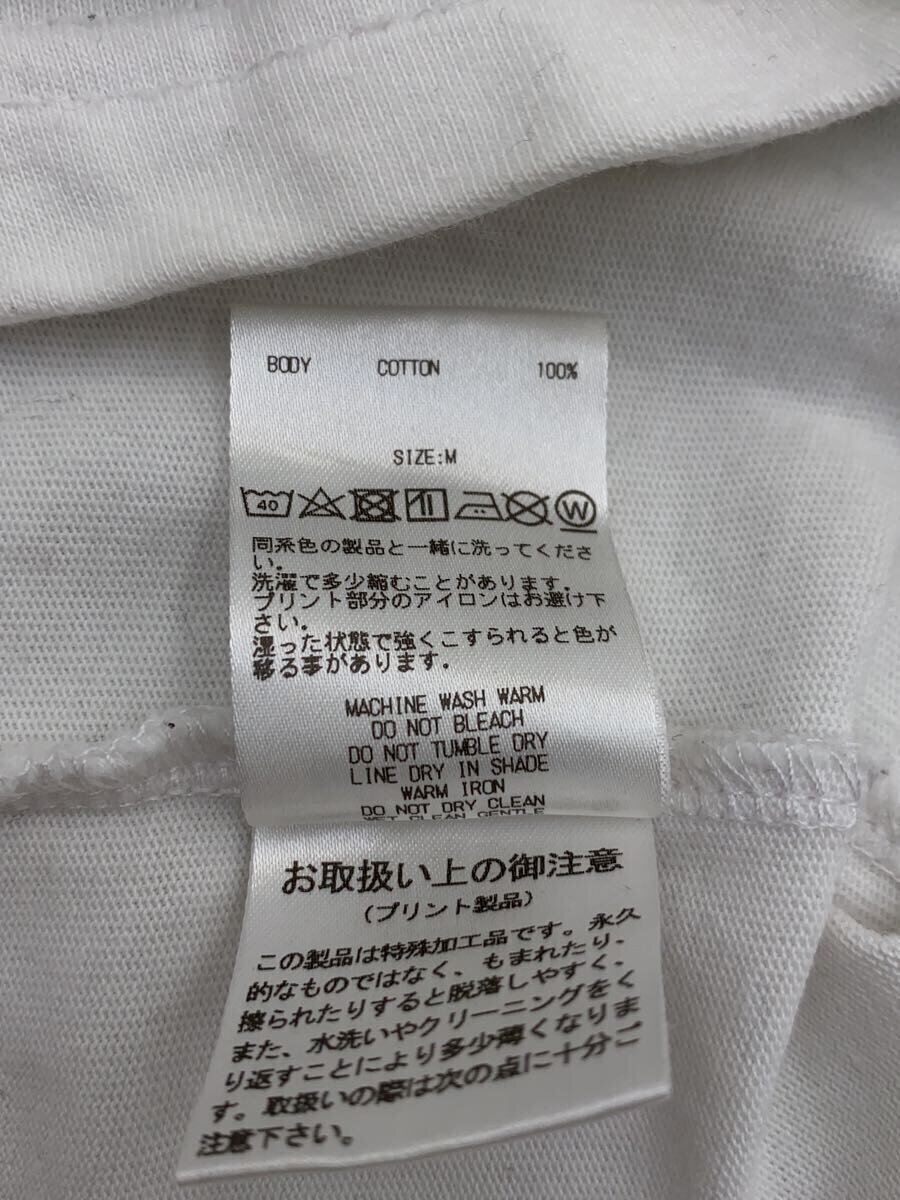 BODY COTTON 100%
SIZE:M
40 W
同系色の製品と一緒に洗ってくださ
い。
洗濯で多少縮むことがあります。
プリント部分のアイロンはお避け下
さい。
湿った状態で強くこすられると色が
移る事があります。
MACHINE WASH WARM
DO NOT BLEACH
DO NOT TUMBLE DRY
LINE DRY IN SHADE
WARM IRON
DO NOT DRY CLEAN
WET CLEAN GENTLE
お取扱い上の御注意
(プリント製品)
この製品は特殊加工品です。永久
的なものではなく、もまれたり、
擦られたりすると脱落しやすく、
また、水洗いやクリーニングをく
り返すことにより多少薄くなりま
す。取扱いの際は次の点に十分ご
注意下さい。